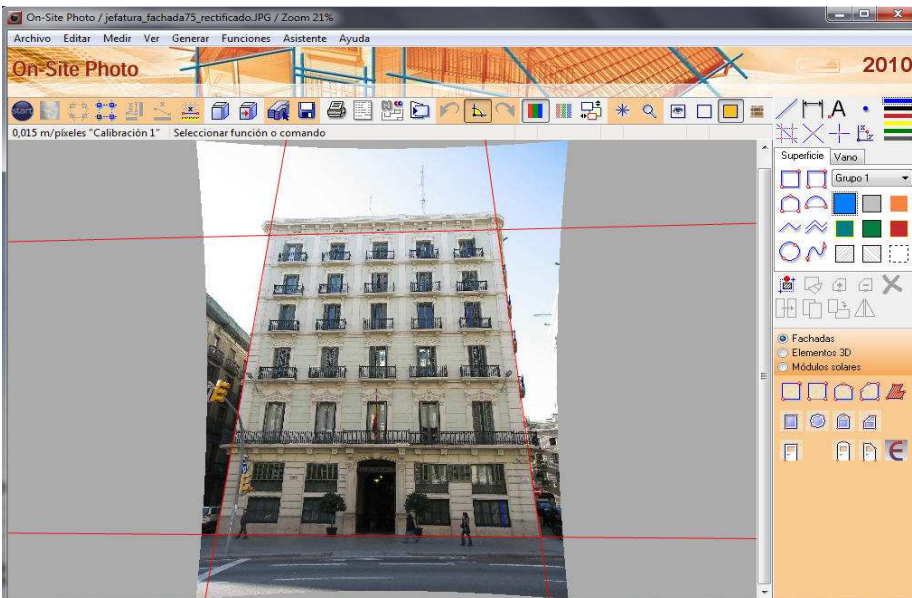 On-Site Photo / jefatura_fachada75_rectificado.JPG / Zoom 21%
Archivo Editar Medir Ver Generar Funciones Asistente Ayuda
On-Site Photo 2010
start
A
0,015 m/píxeles "Calibración 1" Seleccionar función o comando
Superficie Vano
Grupo 1
Fachadas
Elementos 3D
Módulos solares